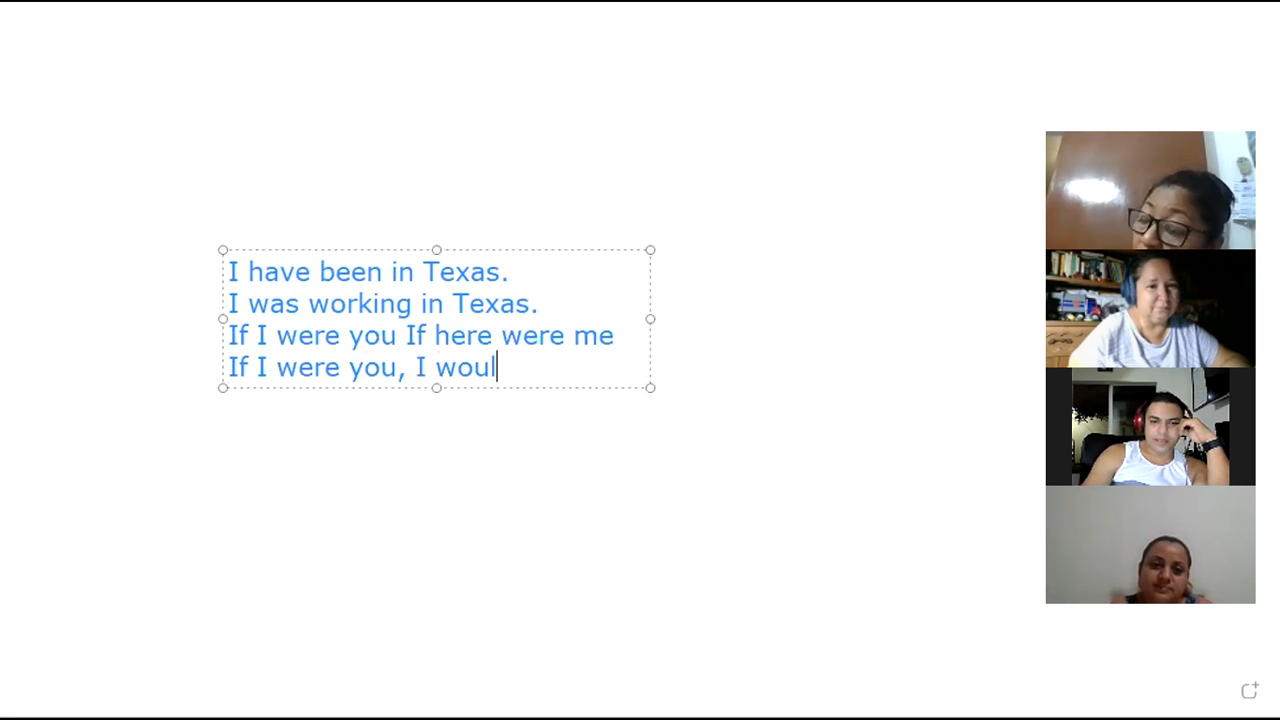 I have been in Texas.
I was working in Texas.
If I were you If here were me
If I were you, I woul